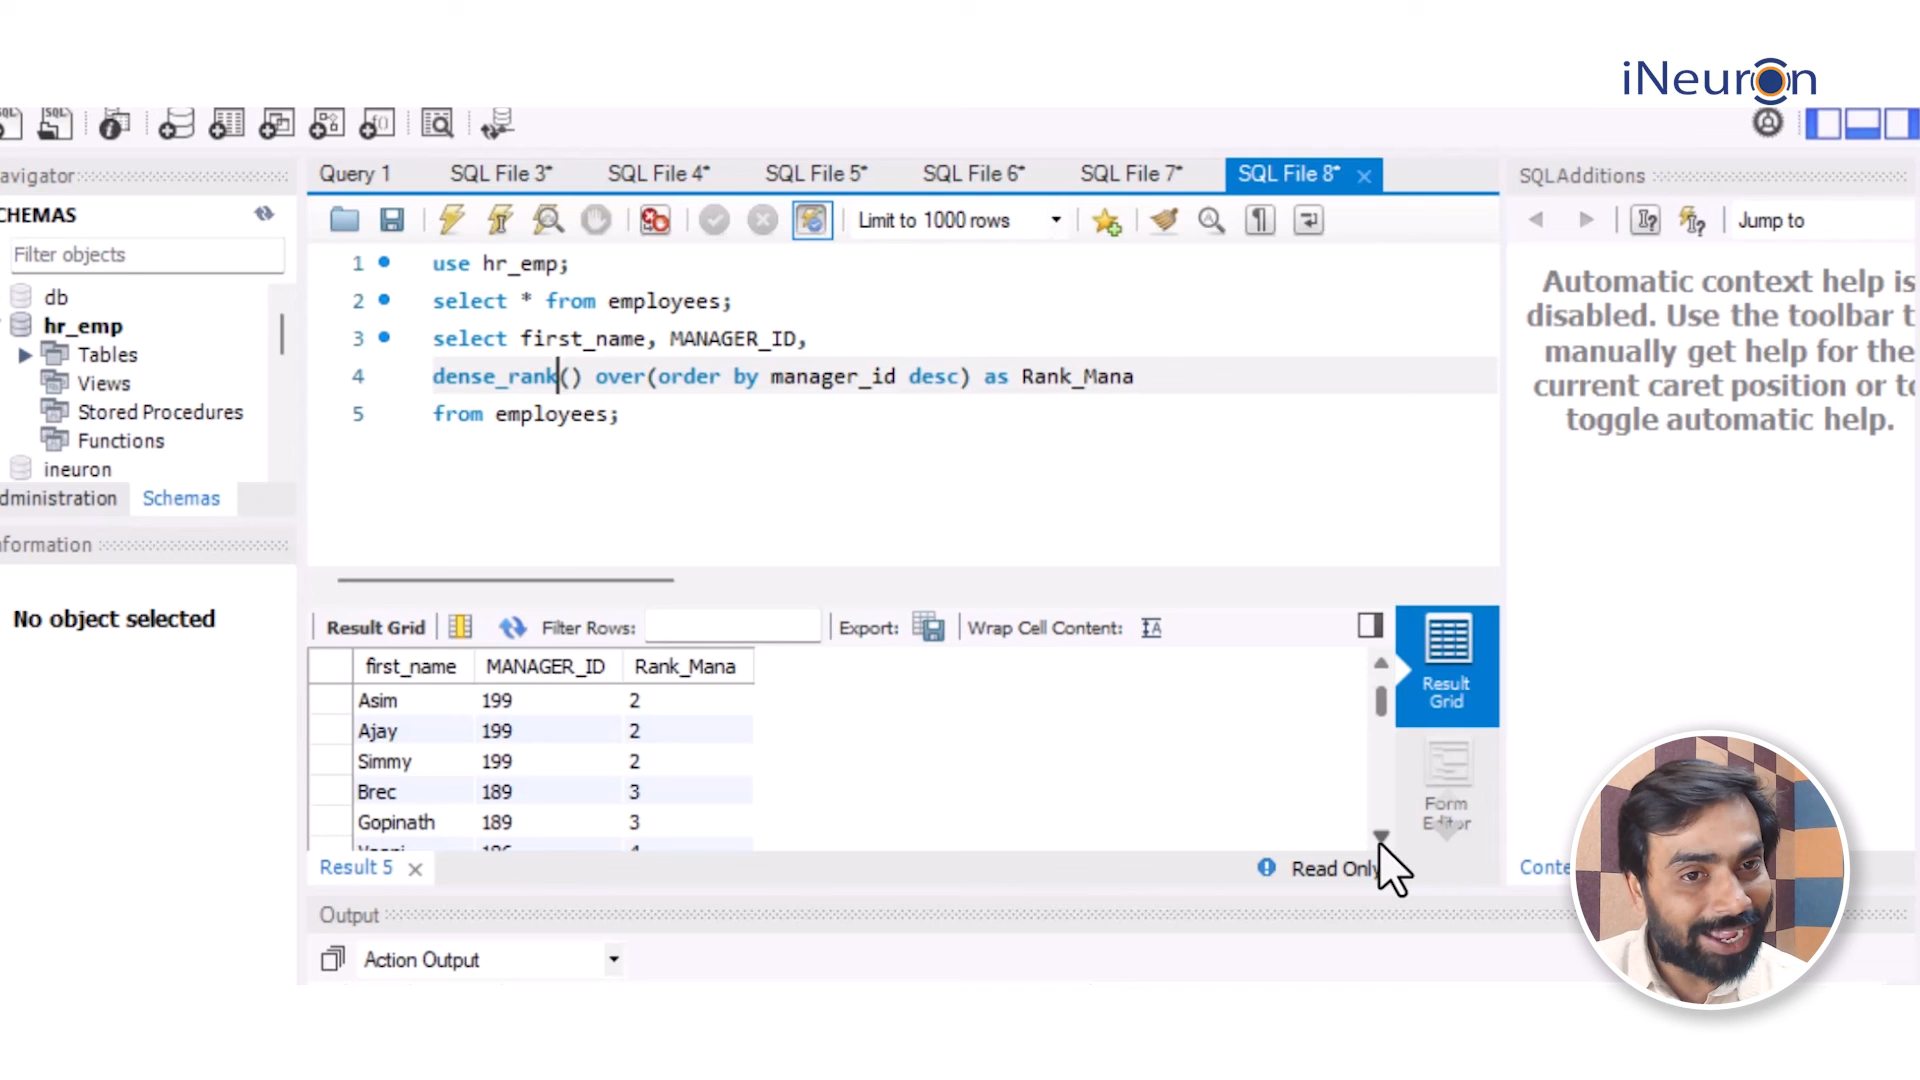 iNeuron
Query 1 SQL File 3* SQL File 4* SQL File 5* SQL File 6* SQL File 7* SQL File 8*
SQLAdditions
avigator
CHEMAS
Filter objects
db
hr_emp
Tables
Views
Stored Procedures
Functions
ineuron
dministration Schemas
nformation
No object selected
Limit to 1000 rows
Jump to
1 use hr_emp;
2 select * from employees;
3 select first_name, MANAGER_ID,
4 dense_rank() over(order by manager_id desc) as Rank_Mana
5 from employees;
Automatic context help is
disabled. Use the toolbar t
manually get help for the
current caret position or to
toggle automatic help.
Result Grid Filter Rows: Export: Wrap Cell Content:
first_name MANAGER_ID Rank_Mana
Asim 199 2
Ajay 199 2
Simmy 199 2
Brec 189 3
Gopinath 189 3
Result
Grid
Form
Editor
Result 5
Read Only
Conte
Output
Action Output